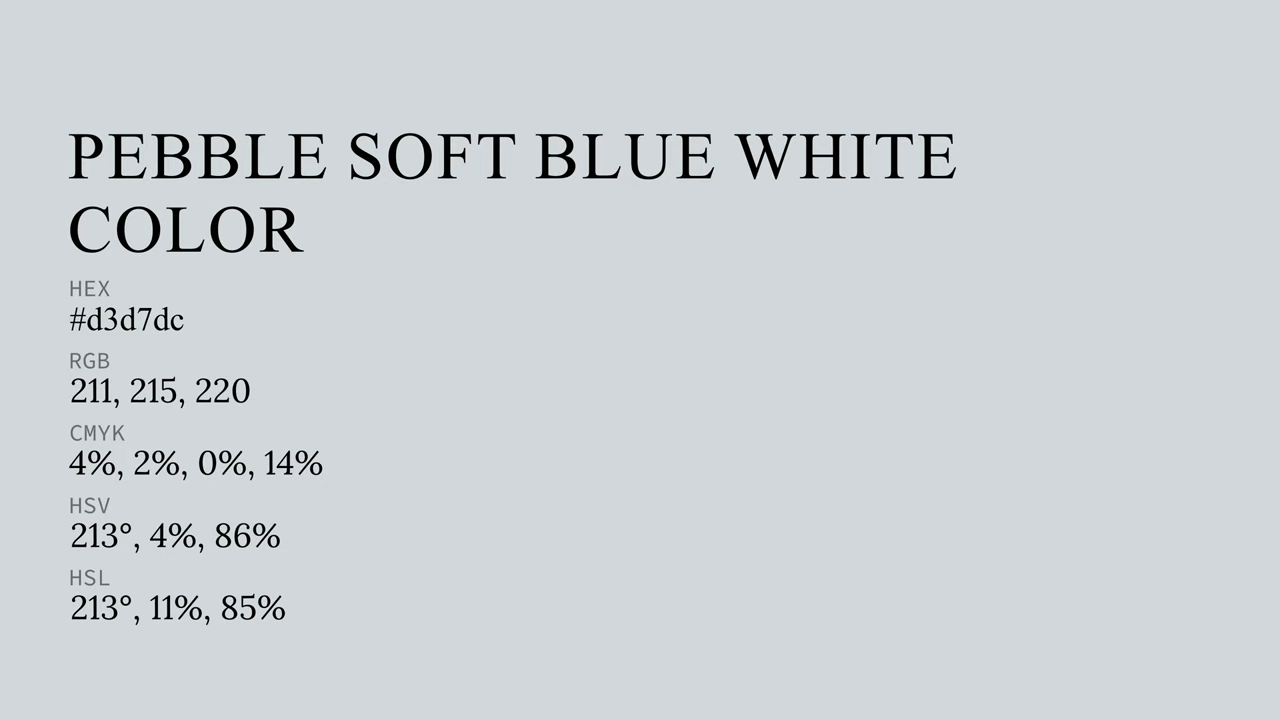 PEBBLE SOFT BLUE WHITE
COLOR
HEX
#d3d7dc
RGB
211, 215, 220
CMYK
4%, 2%, 0%, 14%
HSV
213°, 4%, 86%
HSL
213°, 11%, 85%